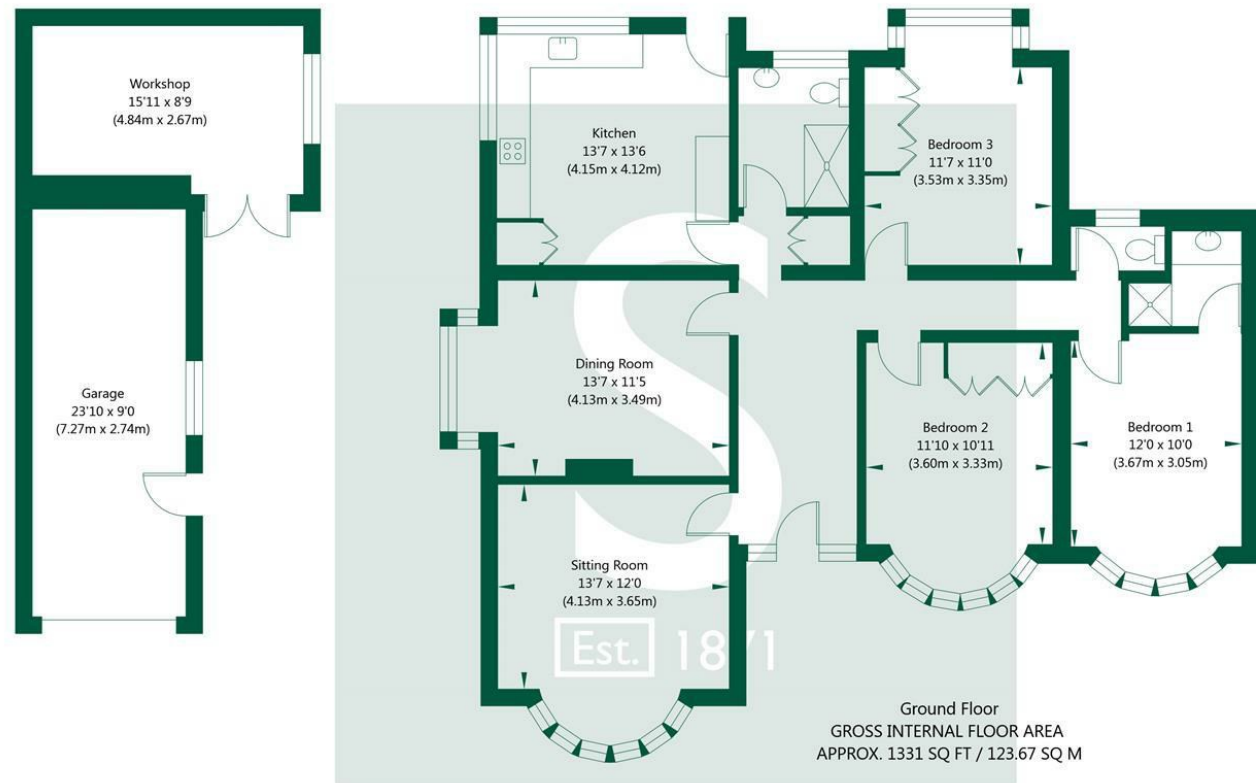 Workshop
15'11 x 8'9
(4.84m x 2.67m)
Kitchen
13'7 x 13'6
(4.15m x 4.12m)
Bedroom 3
11'7 x 11'0
(3.53m x 3.35m)
Garage
23'10 x 9'0
(7.27m x 2.74m)
Dining Room
13'7 x 11'5
(4.13m x 3.49m)
Bedroom 2
11'10 x 10'11
(3.60m x 3.33m)
Bedroom 1
12'0 x 10'0
(3.67m x 3.05m)
Sitting Room
13'7 x 12'0
(4.13m x 3.65m)
S
Est. 1871
Ground Floor
GROSS INTERNAL FLOOR AREA
APPROX. 1331 SQ FT / 123.67 SQ M